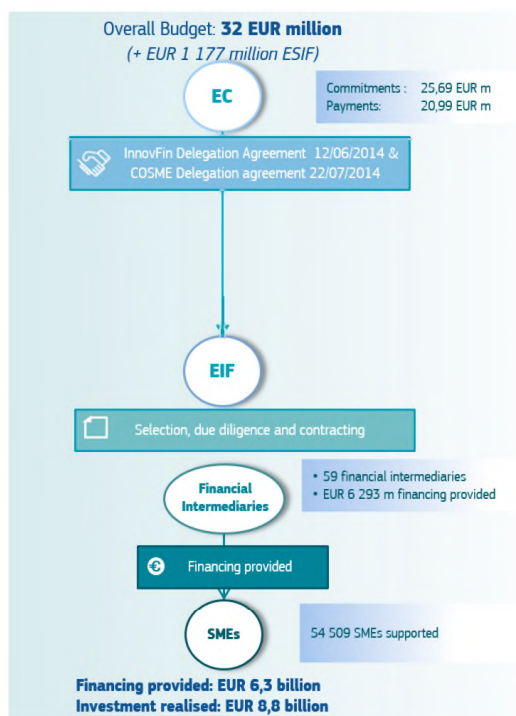 Overall Budget: 32 EUR million
(+ EUR 1 177 million ESIF)
EC
Commitments : 25,69 EUR m
Payments: 20,99 EUR m
InnovFin Delegation Agreement 12/06/2014 &
COSME Delegation agreement 22/07/2014
EIF
Selection, due diligence and contracting
• 59 financial intermediaries
• EUR 6 293 m financing provided
Financial
Intermediaries
Financing provided
SMEs
54 509 SMEs supported
Financing provided: EUR 6,3 billion
Investment realised: EUR 8,8 billion